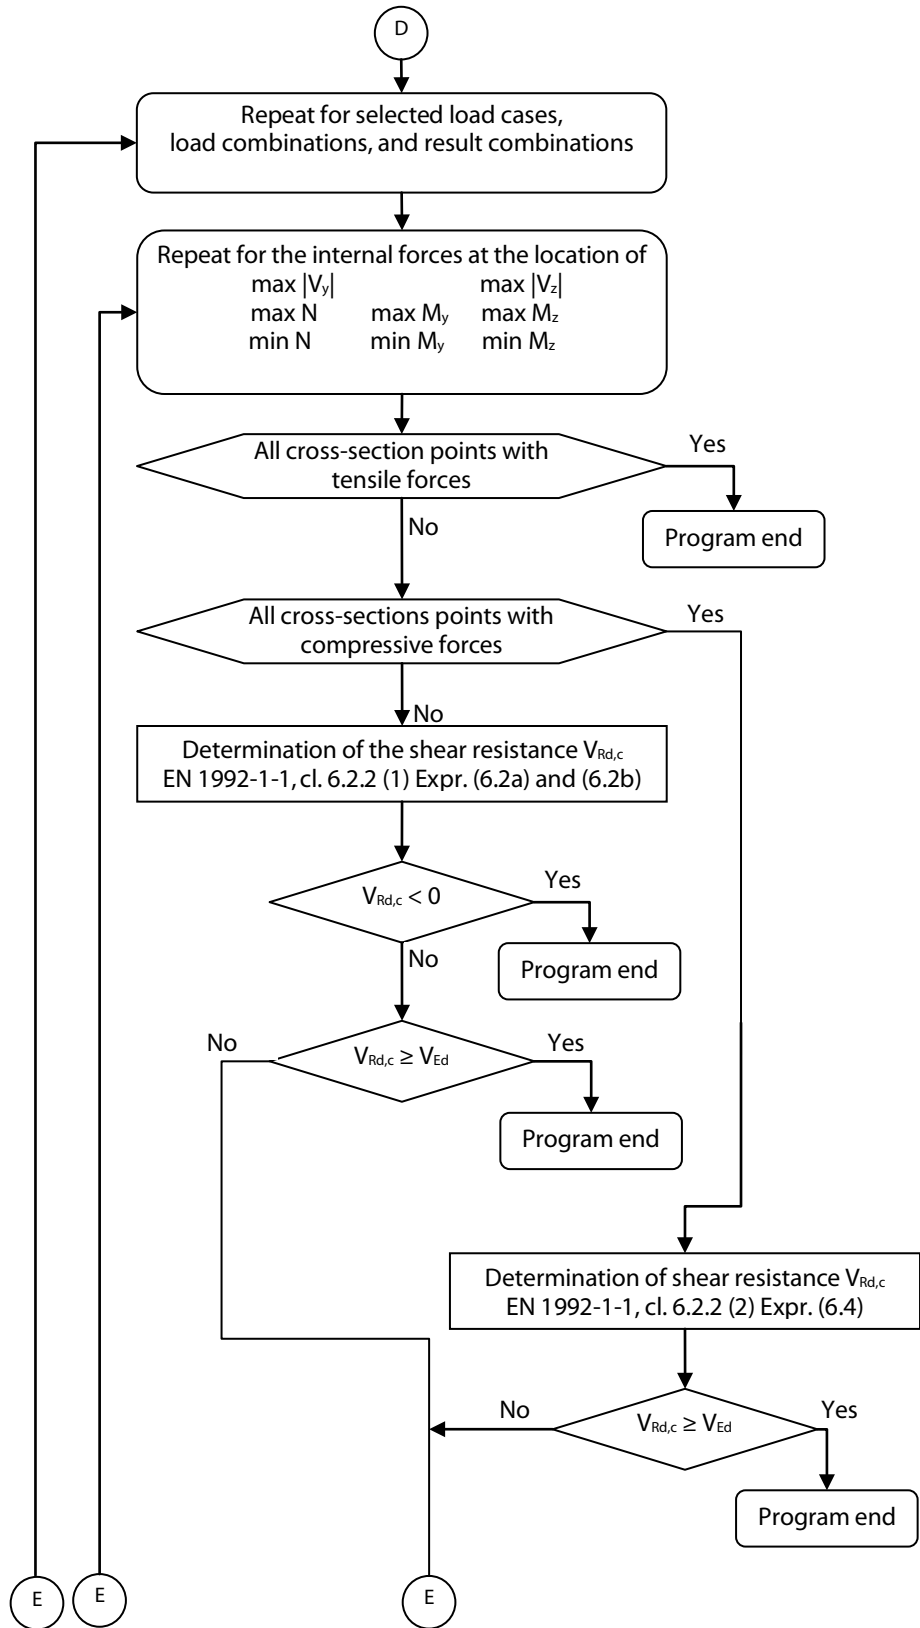 D
Repeat for selected load cases,
load combinations, and result combinations
Repeat for the internal forces at the location of
max |Vy| max |Vz|
max N max My max Mz
min N min My min Mz
All cross-section points with
tensile forces
Yes
Program end
No
All cross-sections points with
compressive forces
Yes
No
Determination of the shear resistance VRd,c
EN 1992-1-1, cl. 6.2.2 (1) Expr. (6.2a) and (6.2b)
VRd,c < 0
Yes
Program end
No
No
VRd,c ≥ VEd
Yes
Program end
Determination of shear resistance VRd,c
EN 1992-1-1, cl. 6.2.2 (2) Expr. (6.4)
No
VRd,c ≥ VEd
Yes
Program end
E
E
E